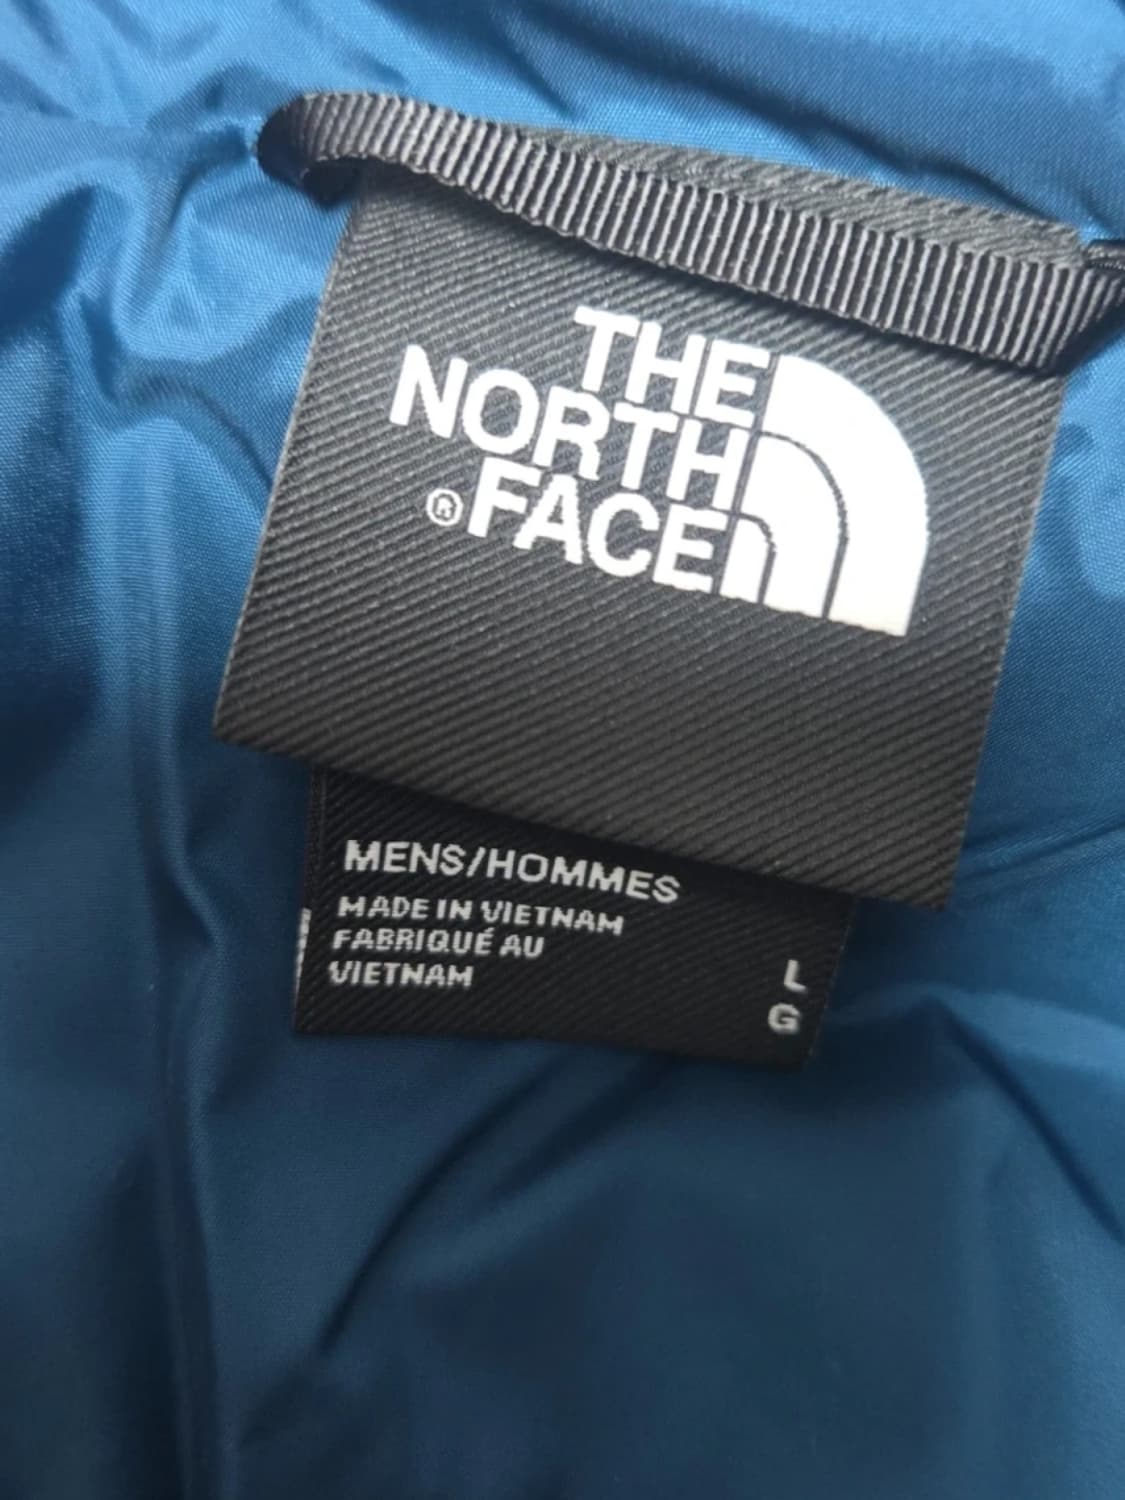 THE
NORTH
FACE
®
MENS/HOMMES
MADE IN VIETNAM
FABRIQUÉ AU
VIETNAM
L
G